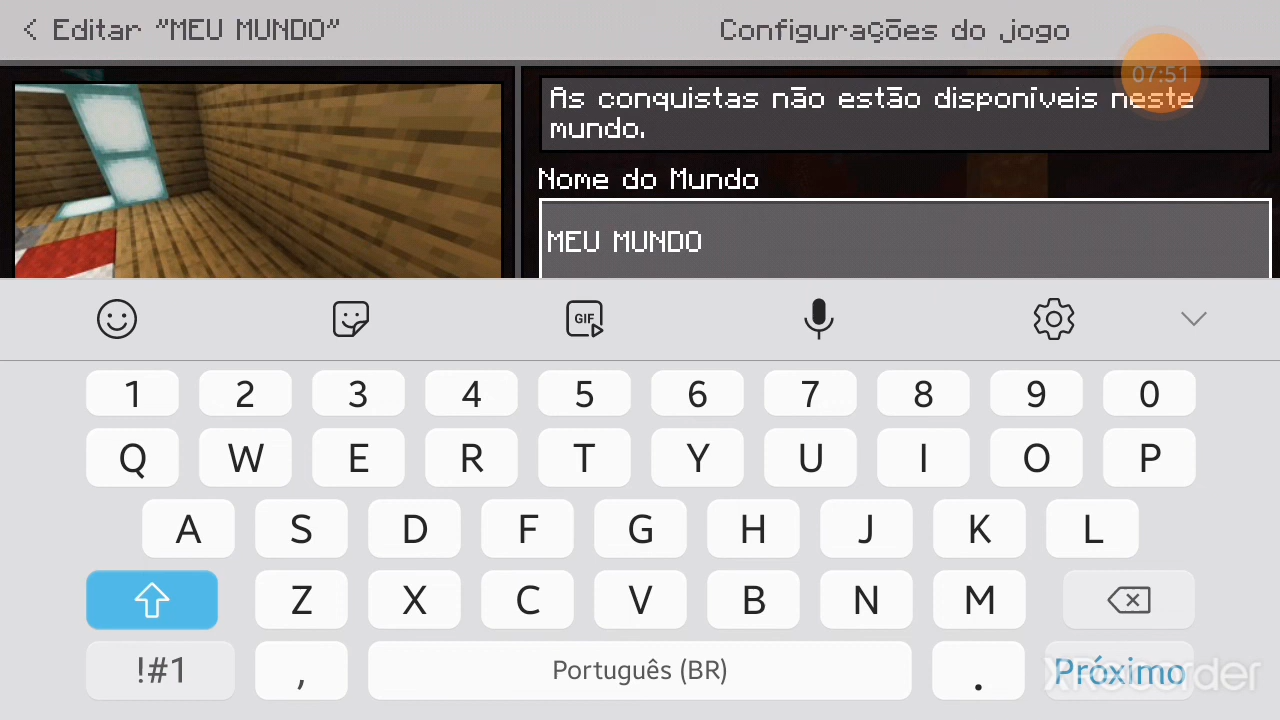 Editar "MEU MUNDO"
Configurações do jogo
07:51
As conquistas não estão disponíveis neste
mundo.
Nome do Mundo
MEU MUNDO
GIF
1 2 3 4 5 6 7 8 9 0
Q W E R T Y U I O P
A S D F G H J K L
Z X C V B N M
!#1 , Português (BR) . Próximo
XRecorder